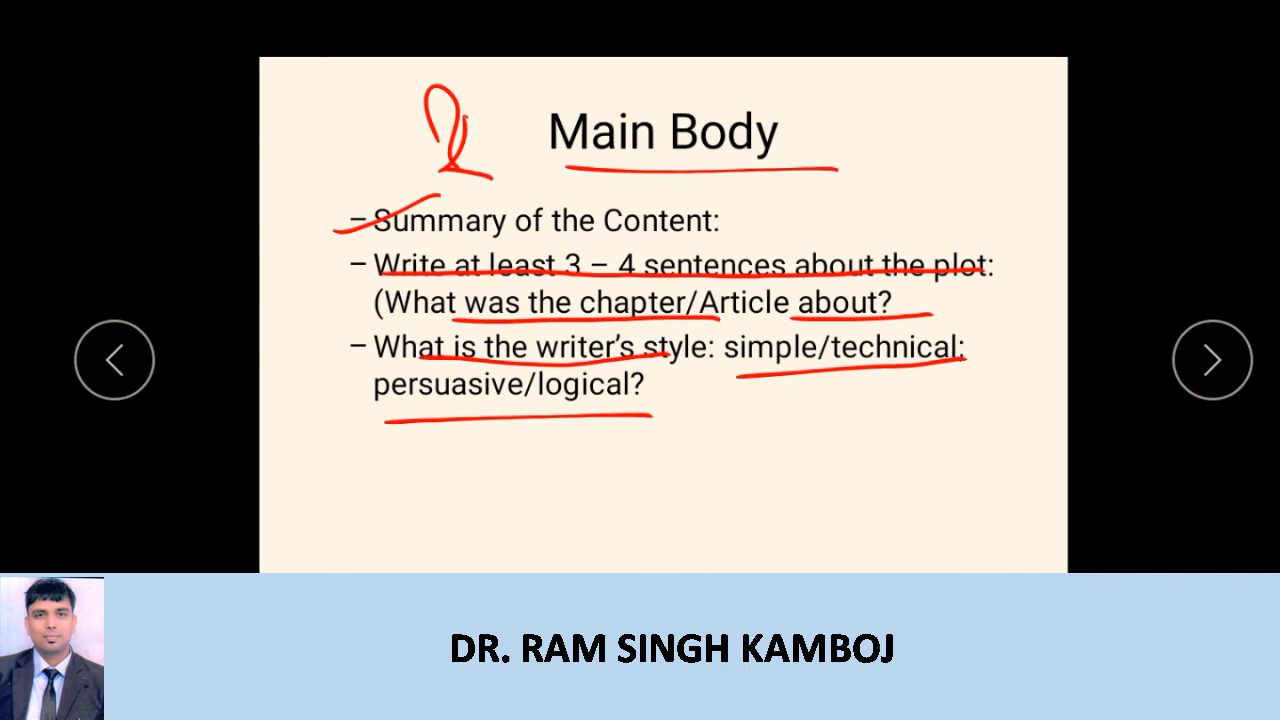 Main Body
– Summary of the Content:
– Write at least 3 – 4 sentences about the plot:
(What was the chapter/Article about?
– What is the writer's style: simple/technical;
persuasive/logical?
DR. RAM SINGH KAMBOJ